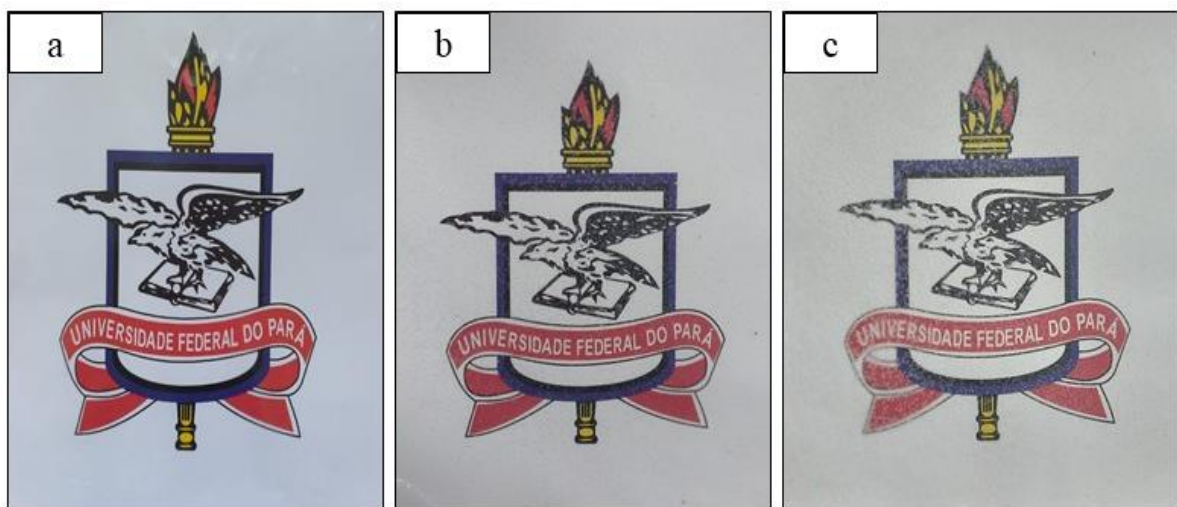 a
UNIVERSIDADE FEDERAL DO PARÁ
b
UNIVERSIDADE FEDERAL DO PARÁ
c
UNIVERSIDADE FEDERAL DO PARÁ